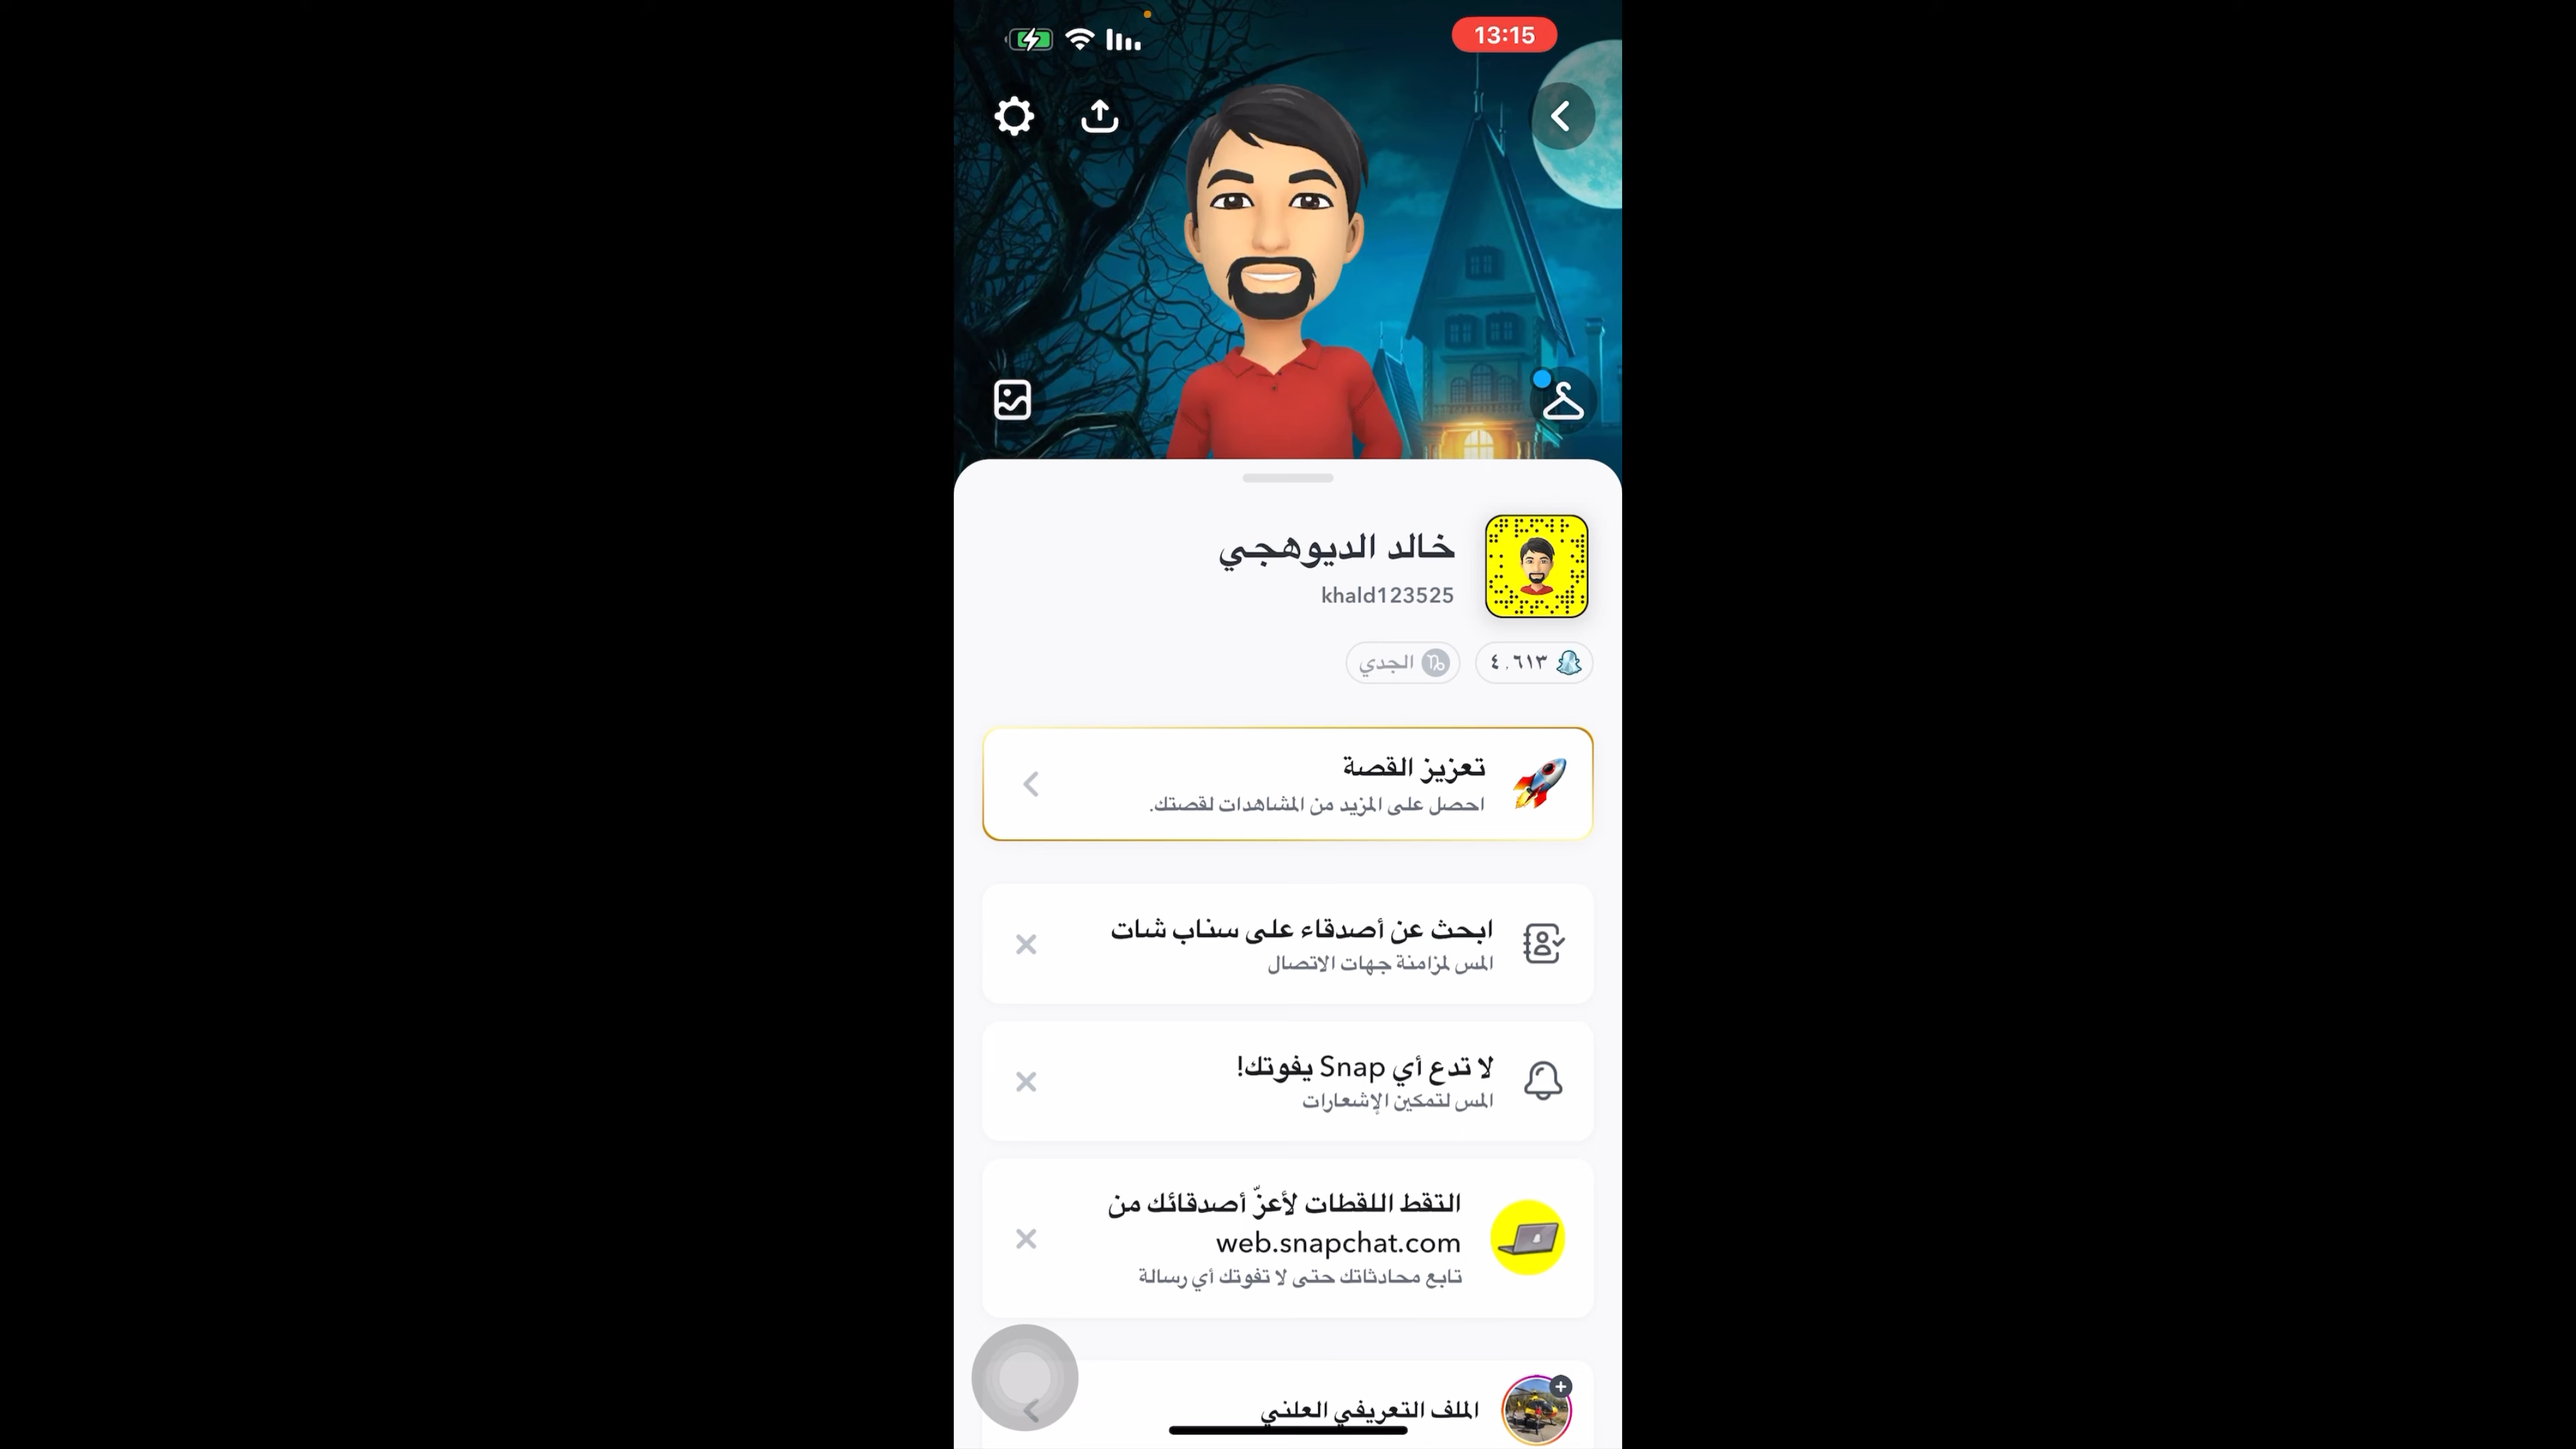 13:15
خالد الديوهجي
khald123525
٤.٦١٣
الجدي
تعزيز القصة
احصل على المزيد من المشاهدات لقصتك.
ابحث عن أصدقاء على سناب شات
المس لمزامنة جهات الاتصال
لا تدع أي Snap يفوتك!
المس لتمكين الإشعارات
التقط اللقطات لأعزّ أصدقائك من
web.snapchat.com
تابع محادثاتك حتى لا تفوتك أي رسالة
الملف التعريفي العلني